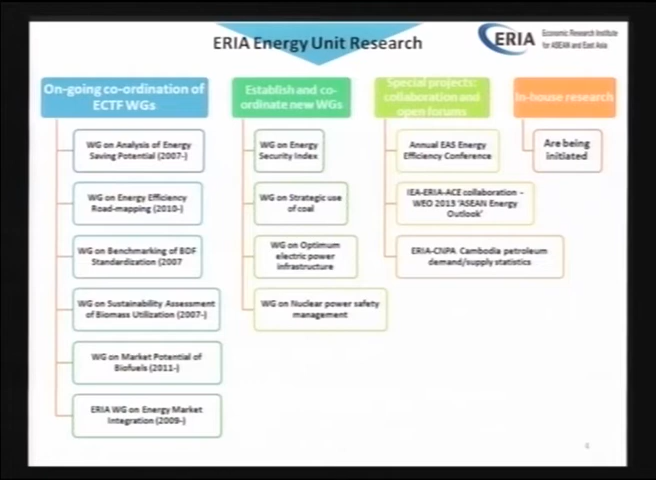 ERIA Energy Unit Research
ERIA
Economic Research Institute
for ASEAN and East Asia
On-going co-ordination of
ECTF WGs
WG on Analysis of Energy
Saving Potential (2007-)
WG on Energy Efficiency
Road-mapping (2010-)
WG on Benchmarking of BDF
Standardization (2007
WG on Sustainability Assessment
of Biomass Utilization (2007-)
WG on Market Potential of
Biofuels (2011-)
ERIA WG on Energy Market
Integration (2009-)
Establish and co-
ordinate new WGs
WG on Energy
Security Index
WG on Strategic use
of coal
WG on Optimum
electric power
infrastructure
WG on Nuclear power safety
management
Special projects:
collaboration and
open forums
Annual EAS Energy
Efficiency Conference
IEA-ERIA-ACE collaboration –
WEO 2013 'ASEAN Energy
Outlook'
ERIA-CNPA Cambodia petroleum
demand/supply statistics
In-house research
Are being
initiated
6